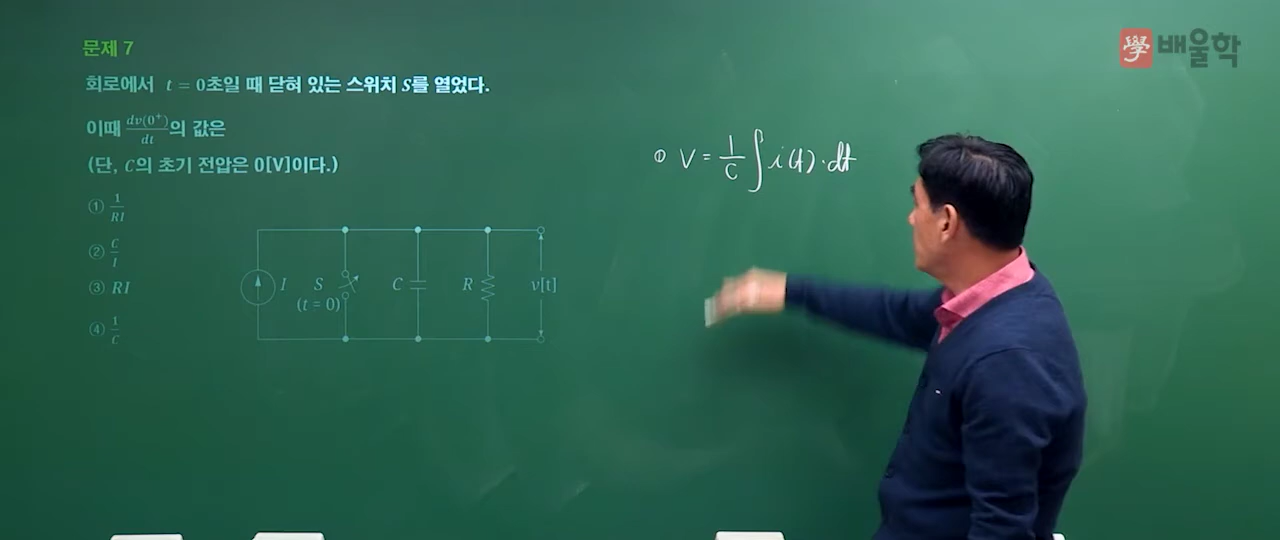 學 배울학
문제 7
회로에서 t = 0초일 때 닫혀 있는 스위치 S를 열었다.
이때 dv(0⁺)/dt의 값은
(단, C의 초기 전압은 0[V]이다.)
① 1/RI
② C/I
③ RI
④ 1/C
I
S
(t = 0)
C
R
v[t]
① V = 1/C ∫ i(t)·dt